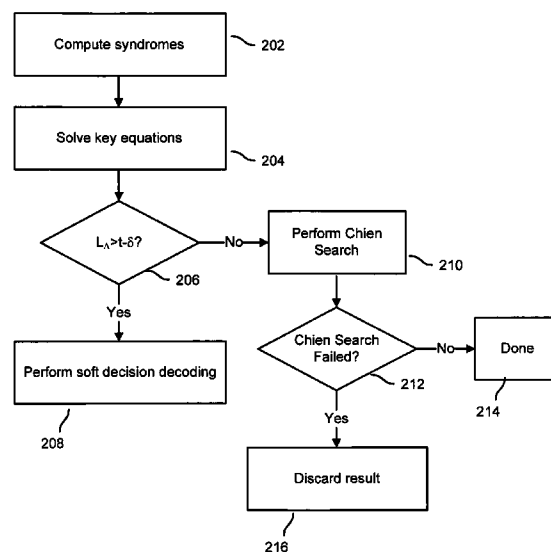 Compute syndromes
202
Solve key equations
204
L_Λ>t-δ?
No
Perform Chien
Search
206
210
Yes
Chien Search
Failed?
No
Done
Perform soft decision decoding
212
214
Yes
208
Discard result
216